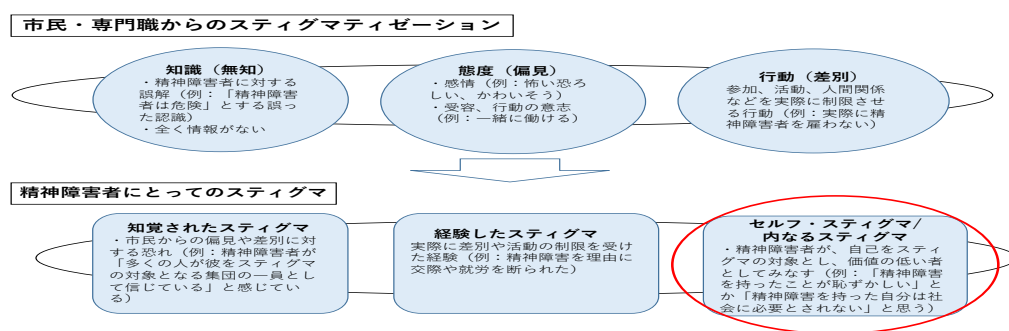 市民・専門職からのスティグマティゼーション
知識（無知）
・精神障害者に対する
誤解（例：「精神障害
者は危険」とする誤っ
た認識）
・全く情報がない
態度（偏見）
・感情（例：怖い恐ろ
しい、かわいそう）
・受容、行動の意志
（例：一緒に働ける）
行動（差別）
参加、活動、人間関係
などを実際に制限させ
る行動（例：実際に精
神障害者を雇わない）
精神障害者にとってのスティグマ
知覚されたスティグマ
・市民からの偏見や差別に対
する恐れ（例：精神障害者が
「多くの人が彼をスティグマ
の対象となる集団の一員とし
て信じている」と感じてい
る）
経験したスティグマ
実際に差別や活動の制限を受け
た経験（例：精神障害を理由に
交際や就労を断られた）
セルフ・スティグマ/
内なるスティグマ
・精神障害者が、自己をスティ
グマの対象とし、価値の低い者
としてみなす（例：「精神障害
を持ったことが恥ずかしい」と
か「精神障害を持った自分は社
会に必要とされない」と思う）